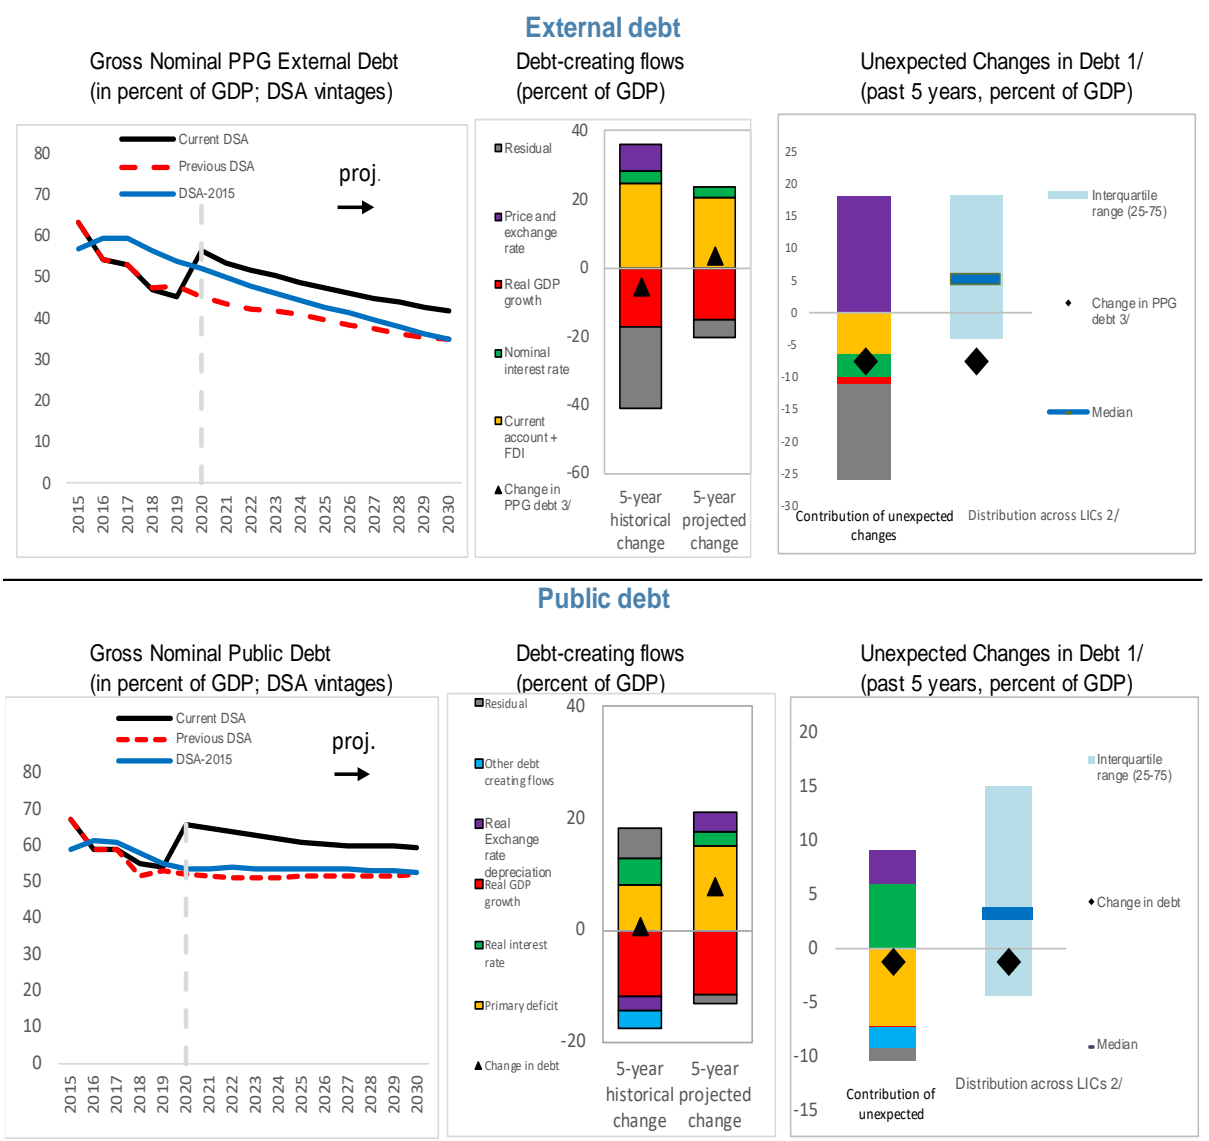 External debt
Gross Nominal PPG External Debt
(in percent of GDP; DSA vintages)
Current DSA
Previous DSA
DSA-2015
proj.
80
70
60
50
40
30
20
10
0
2015
2016
2017
2018
2019
2020
2021
2022
2023
2024
2025
2026
2027
2028
2029
2030
Debt-creating flows
(percent of GDP)
Residual
Price and
exchange
rate
Real GDP
growth
Nominal
interest rate
Current
account +
FDI
Change in
PPG debt 3/
40
20
0
-20
-40
-60
5-year
historical
change
5-year
projected
change
Unexpected Changes in Debt 1/
(past 5 years, percent of GDP)
25
20
15
10
5
0
-5
-10
-15
-20
-25
-30
Interquartile
range (25-75)
Change in PPG
debt 3/
Median
Contribution of unexpected
changes
Distribution across LICs 2/
Public debt
Gross Nominal Public Debt
(in percent of GDP; DSA vintages)
Current DSA
Previous DSA
DSA-2015
proj.
80
70
60
50
40
30
20
10
0
2015
2016
2017
2018
2019
2020
2021
2022
2023
2024
2025
2026
2027
2028
2029
2030
Debt-creating flows
(percent of GDP)
Residual
Other debt
creating flows
Real
Exchange
rate
depreciation
Real GDP
growth
Real interest
rate
Primary deficit
Change in debt
40
20
0
-20
5-year
historical
change
5-year
projected
change
Unexpected Changes in Debt 1/
(past 5 years, percent of GDP)
20
15
10
5
0
-5
-10
-15
Interquartile
range (25-75)
Change in debt
Median
Contribution of
unexpected
Distribution across LICs 2/